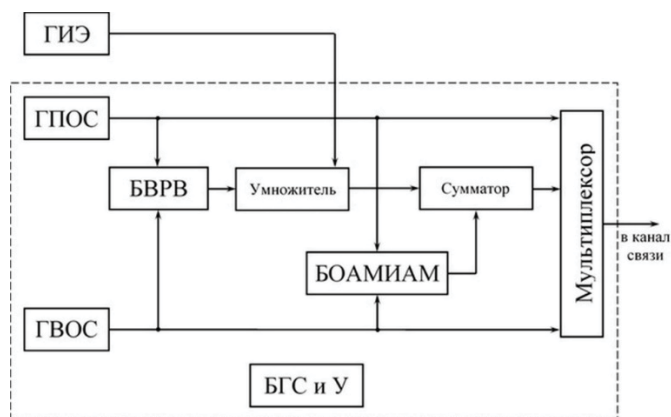 ГИЭ
ГПОС
БВРВ
Умножитель
Сумматор
Мультиплексор
в канал
связи
БОАМИАМ
ГВОС
БГС и У